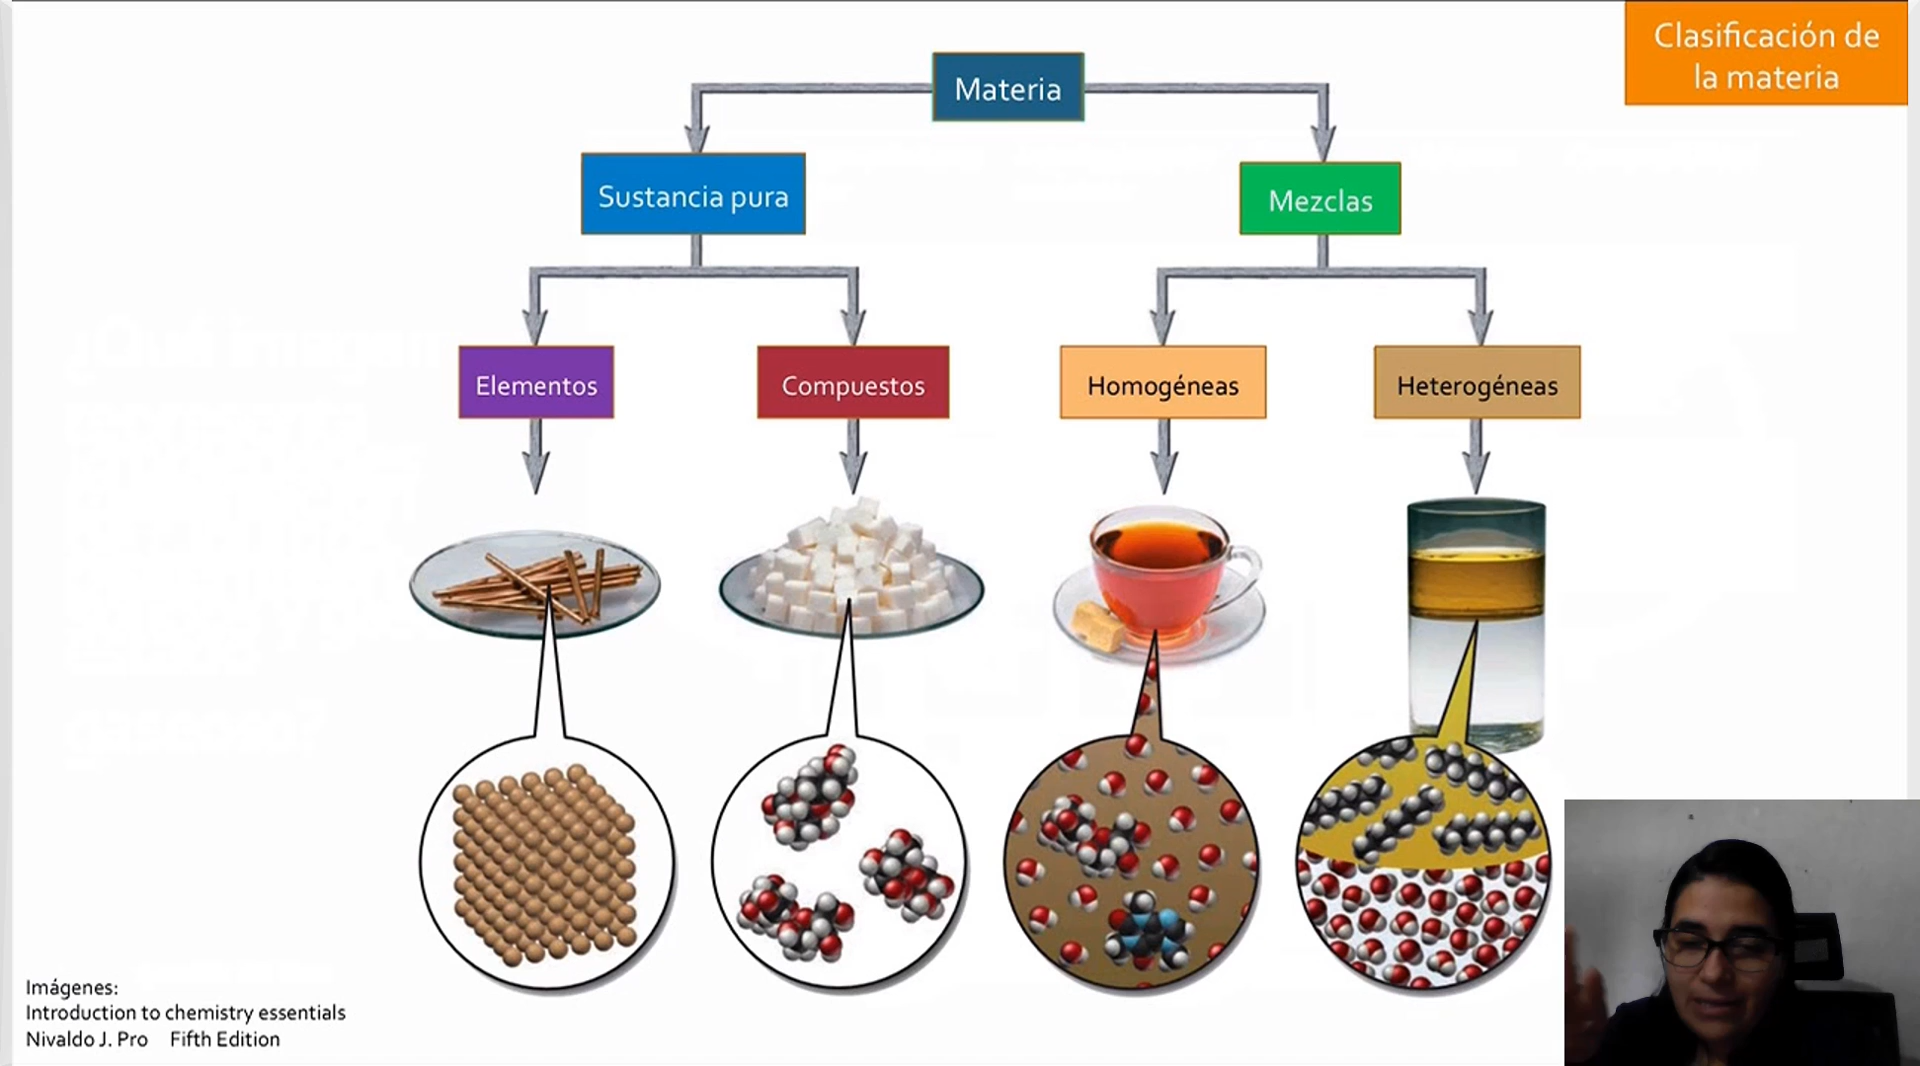 Clasificación de
la materia
Materia
Sustancia pura
Mezclas
Elementos
Compuestos
Homogéneas
Heterogéneas
Imágenes:
Introduction to chemistry essentials
Nivaldo J. Pro Fifth Edition